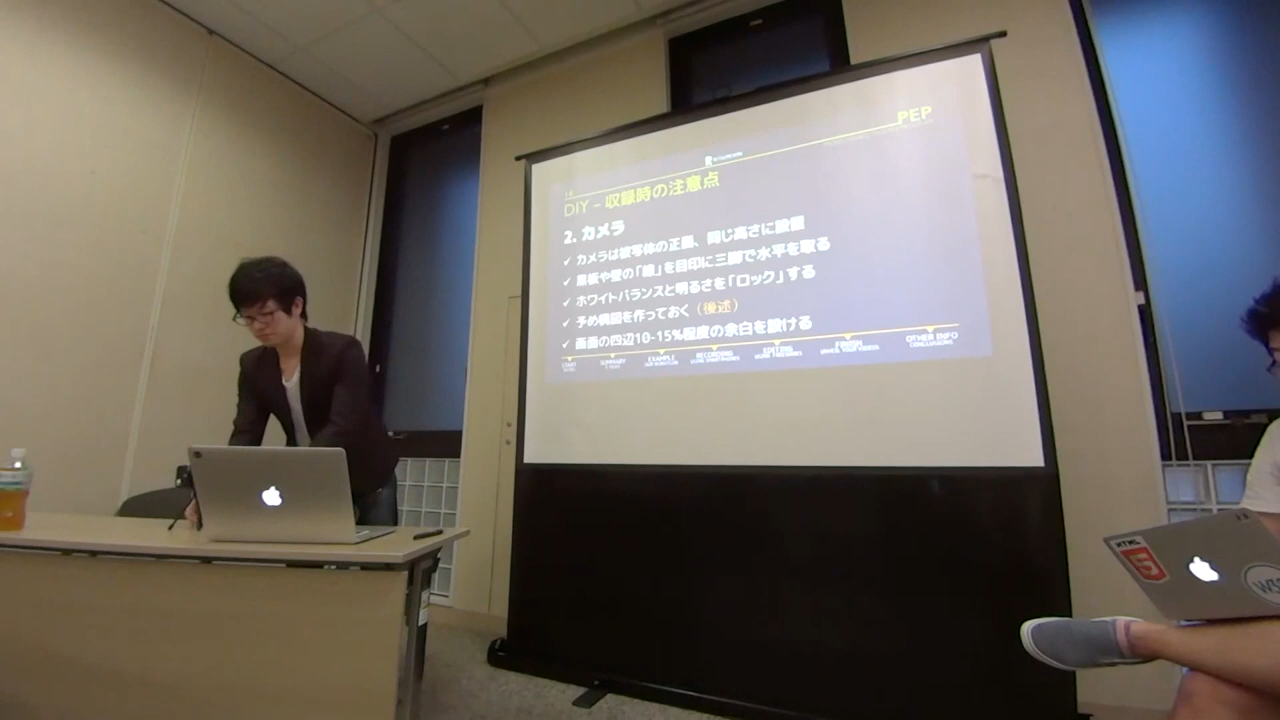 PEP
DIY - 収録時の注意点
2. カメラ
✓ カメラは被写体の正面、同じ高さに設置
✓ 黒板や壁の「線」を目印に三脚で水平を取る
✓ ホワイトバランスと明るさを「ロック」する
✓ 予め構図を作っておく（後述）
✓ 画面の四辺10-15%程度の余白を設ける
START
SUMMARY
EXAMPLE
RECORDING
EDITING
FINISH
OTHER INFO
HTML
5